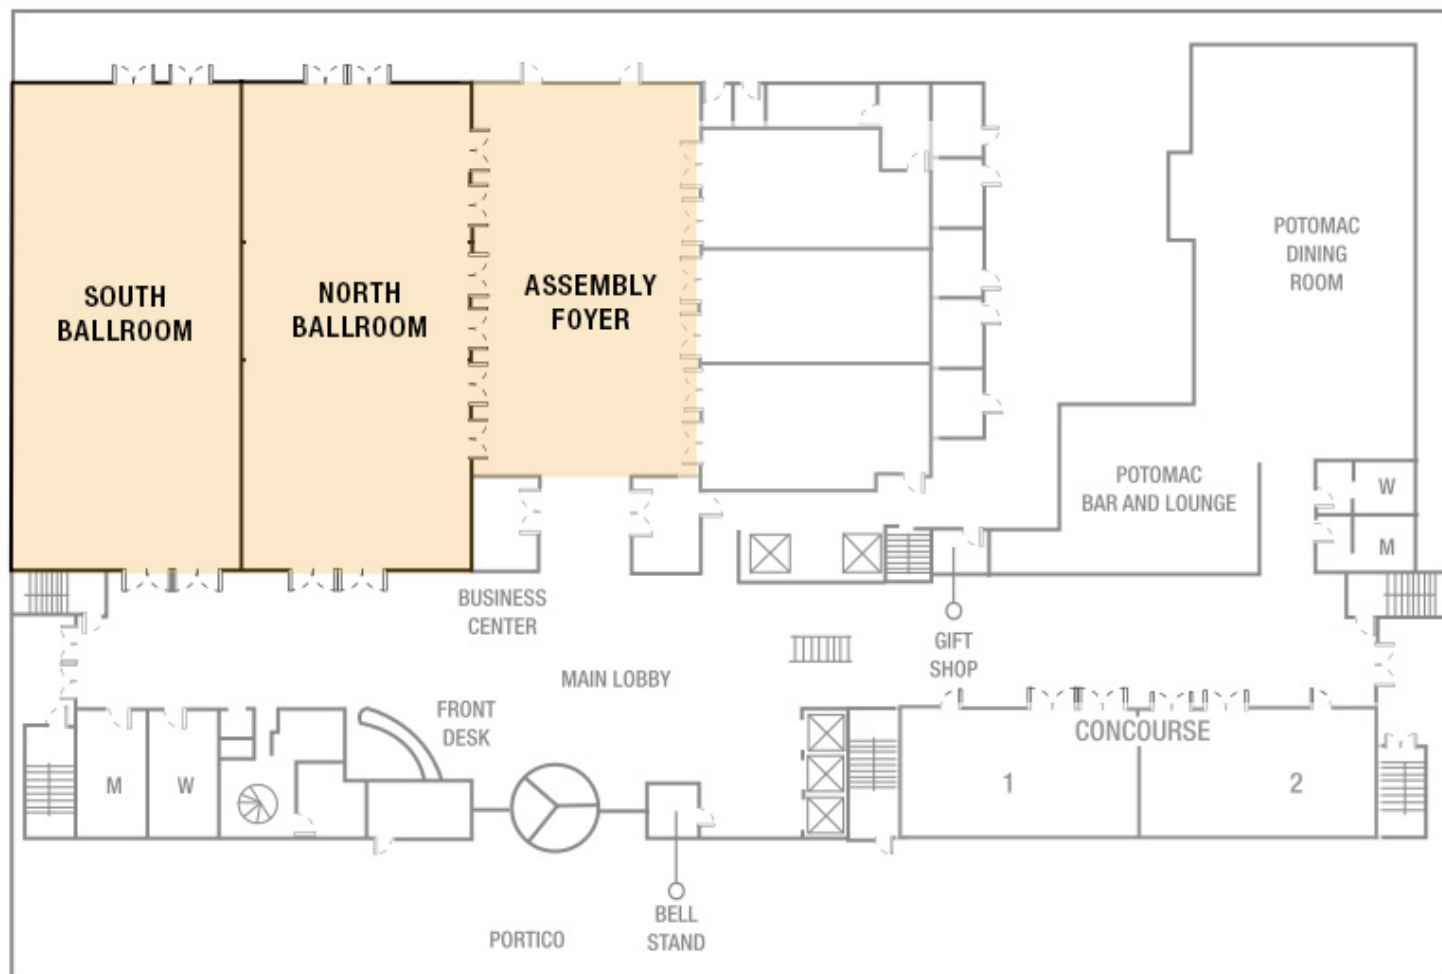 SOUTH
BALLROOM
NORTH
BALLROOM
ASSEMBLY
FOYER
POTOMAC
DINING
ROOM
POTOMAC
BAR AND LOUNGE
W
M
BUSINESS
CENTER
GIFT
SHOP
MAIN LOBBY
FRONT
DESK
CONCOURSE
M
W
1
2
BELL
STAND
PORTICO